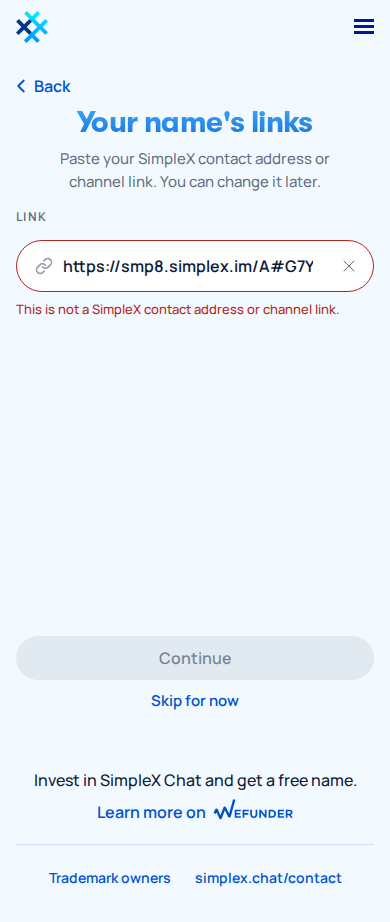 Back
Your name's links
Paste your SimpleX contact address or
channel link. You can change it later.
LINK
https://smp8.simplex.im/A#G7Y
This is not a SimpleX contact address or channel link.
Continue
Skip for now
Invest in SimpleX Chat and get a free name.
Learn more on WEFUNDER
Trademark owners simplex.chat/contact